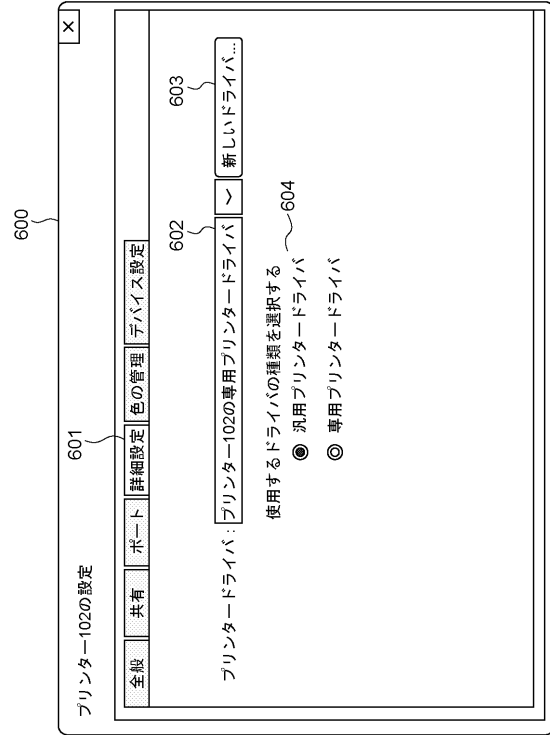 600
プリンター102の設定
×
601
全般 共有 ポート 詳細設定 色の管理 デバイス設定
602 603
プリンタードライバ：プリンター102の専用プリンタードライバ 新しいドライバ...
使用するドライバの種類を選択する
604
汎用プリンタードライバ
専用プリンタードライバ